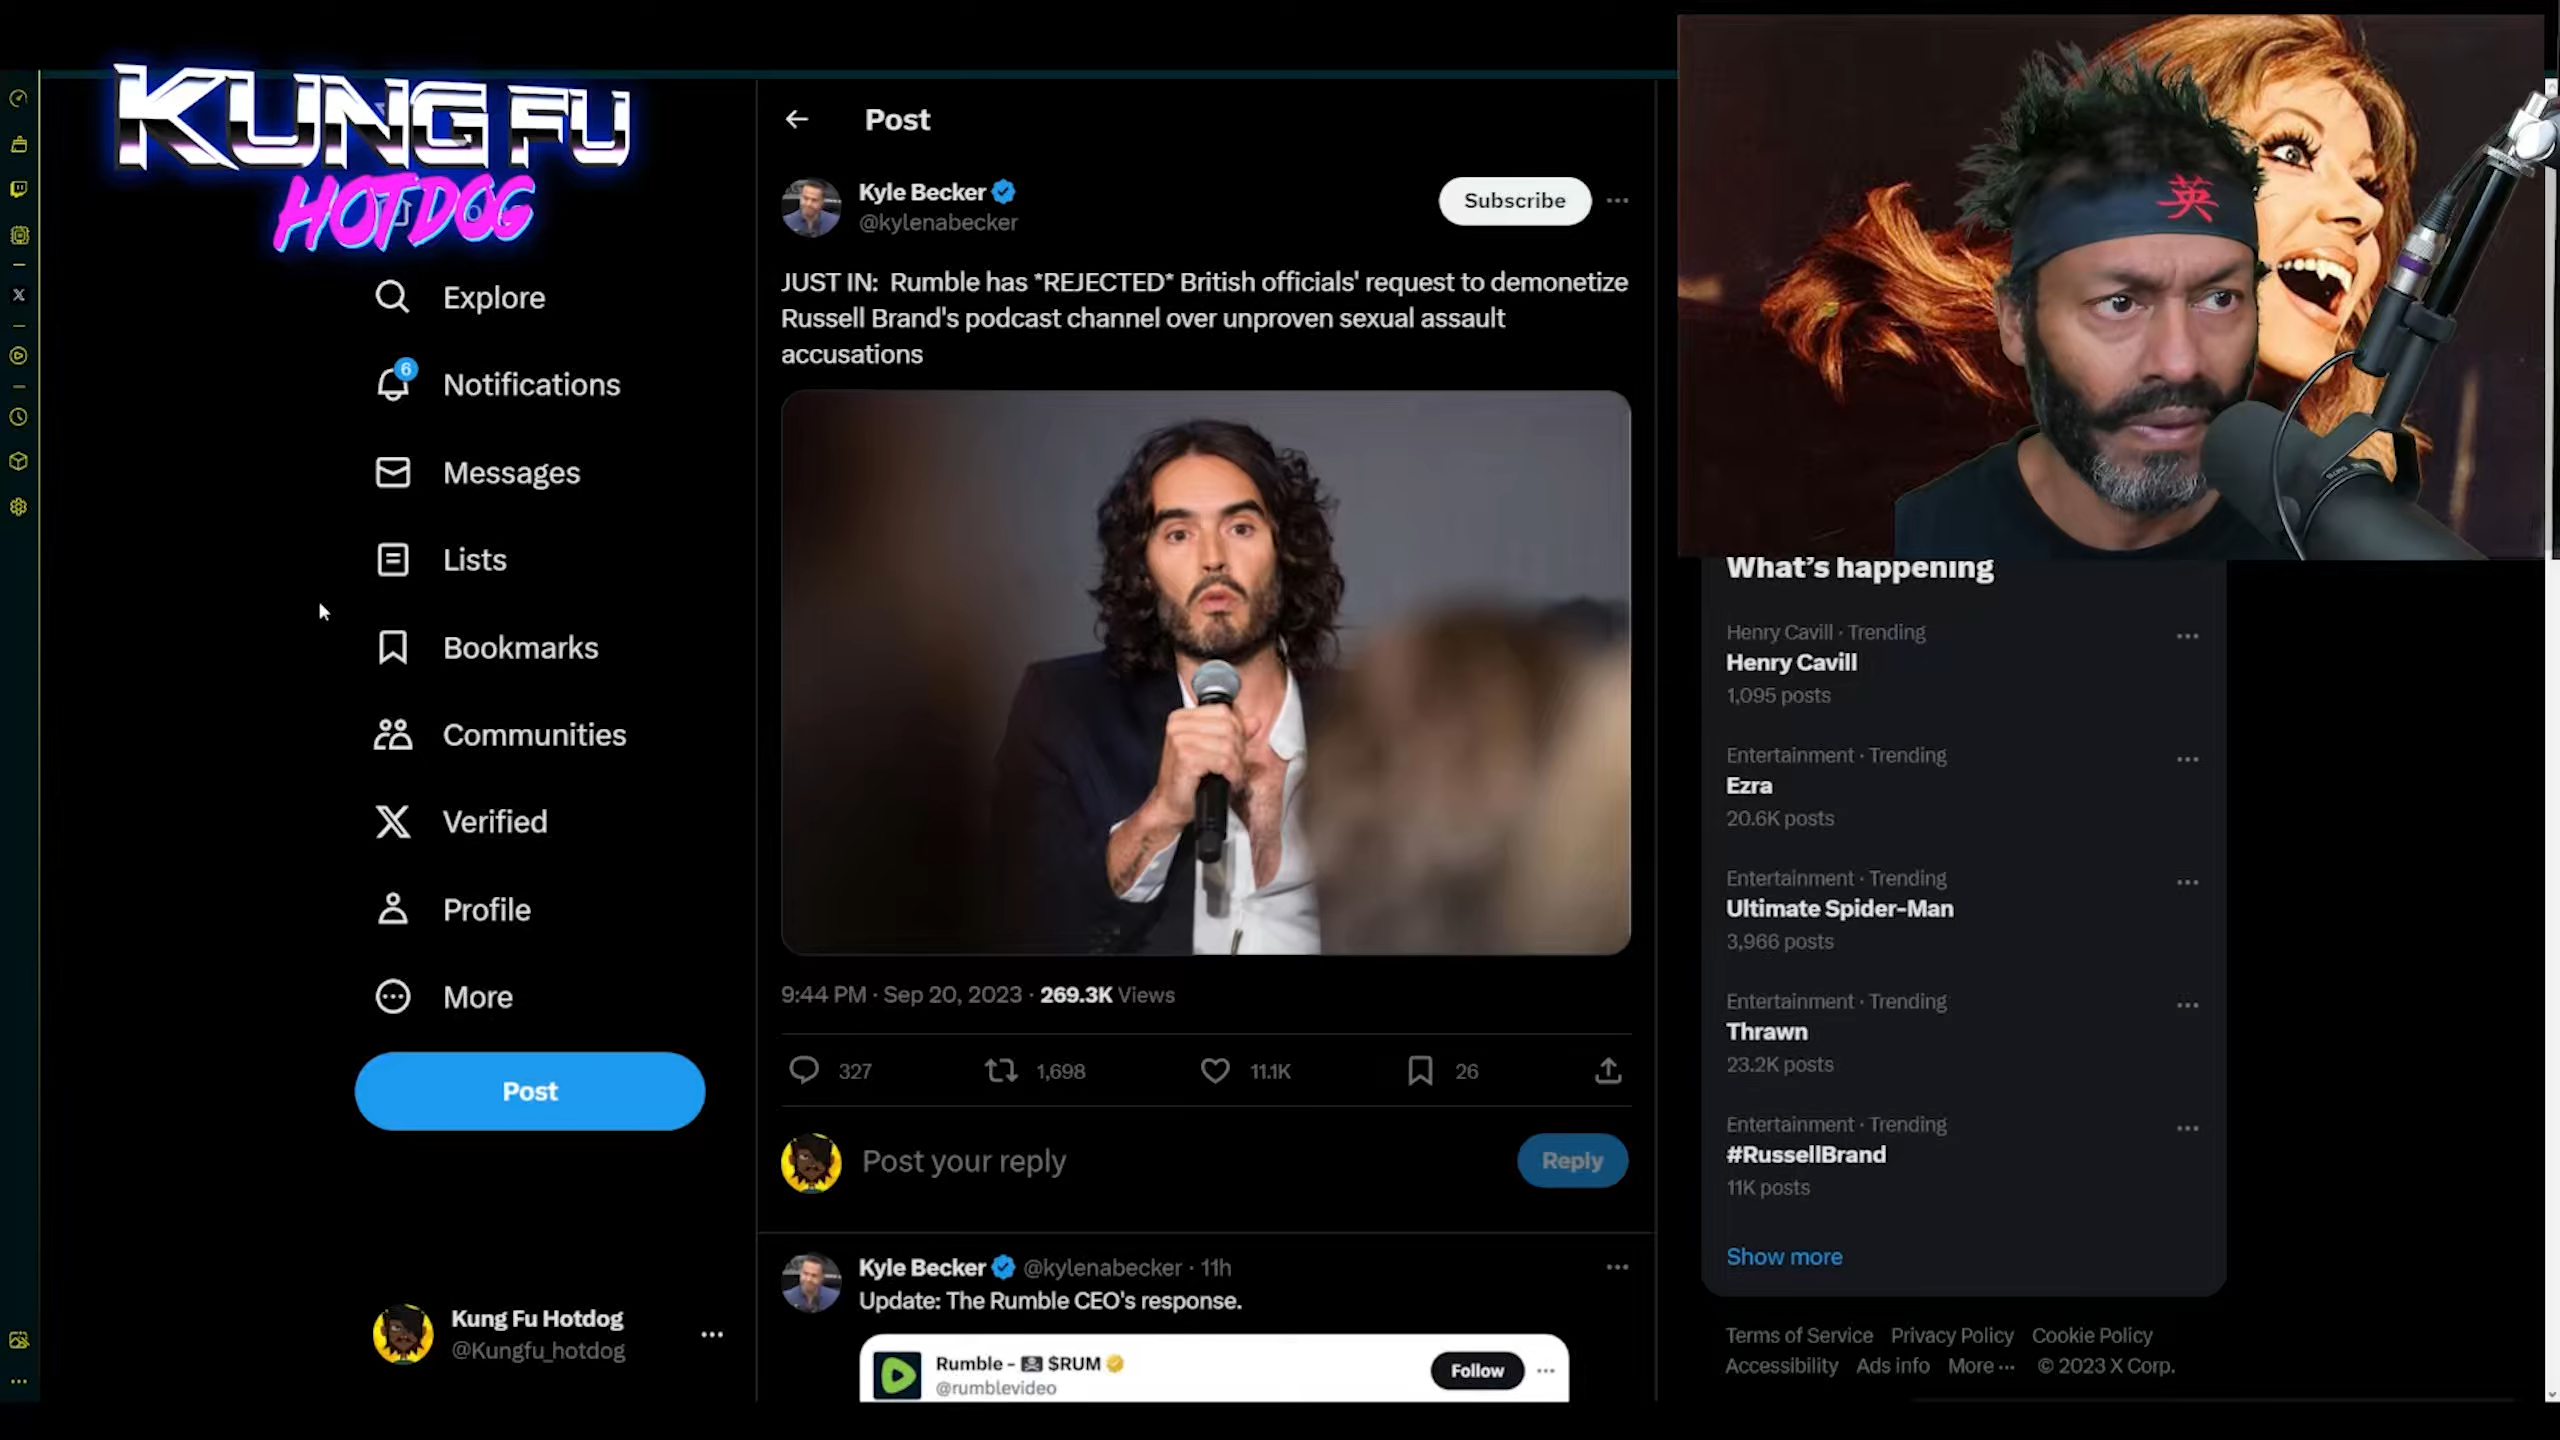 KUNG FU
HOTDOG
Explore
6
Notifications
Messages
Lists
Bookmarks
Communities
Verified
Profile
More
Post
Kung Fu Hotdog
@Kungfu_hotdog
Post
Kyle Becker
@kylenabecker
Subscribe
JUST IN: Rumble has *REJECTED* British officials' request to demonetize
Russell Brand's podcast channel over unproven sexual assault
accusations
9:44 PM · Sep 20, 2023 · 269.3K Views
327
1,698
11.1K
26
Post your reply
Reply
Kyle Becker @kylenabecker · 11h
Update: The Rumble CEO's response.
Rumble - 🏴‍☠️ $RUM
@rumblevideo
Follow
英
What's happening
Henry Cavill · Trending
Henry Cavill
1,095 posts
Entertainment · Trending
Ezra
20.6K posts
Entertainment · Trending
Ultimate Spider-Man
3,966 posts
Entertainment · Trending
Thrawn
23.2K posts
Entertainment · Trending
#RussellBrand
11K posts
Show more
Terms of Service Privacy Policy Cookie Policy
Accessibility Ads info More ··· © 2023 X Corp.